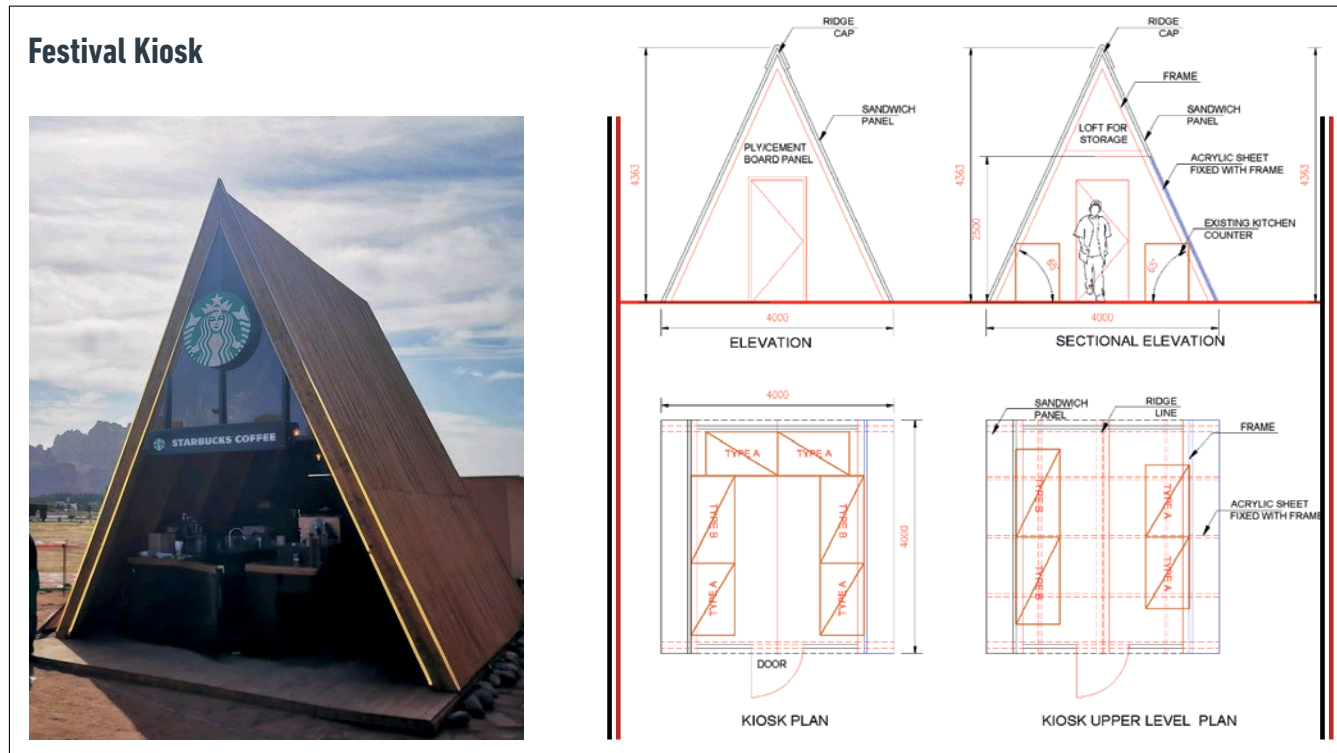 Festival Kiosk
STARBUCKS COFFEE
RIDGE
CAP
4363
SANDWICH
PANEL
PLY/CEMENT
BOARD PANEL
4000
ELEVATION
RIDGE
CAP
FRAME
SANDWICH
PANEL
LOFT FOR
STORAGE
ACRYLIC SHEET
FIXED WITH FRAME
4363
2500
4363
EXISTING KITCHEN
COUNTER
65°
65°
4000
SECTIONAL ELEVATION
4000
TYPE A
TYPE A
TYPE B
TYPE B
TYPE A
TYPE A
4000
DOOR
KIOSK PLAN
SANDWICH
PANEL
RIDGE
LINE
FRAME
TYPE B
TYPE A
ACRYLIC SHEET
FIXED WITH FRAME
TYPE B
TYPE A
KIOSK UPPER LEVEL PLAN